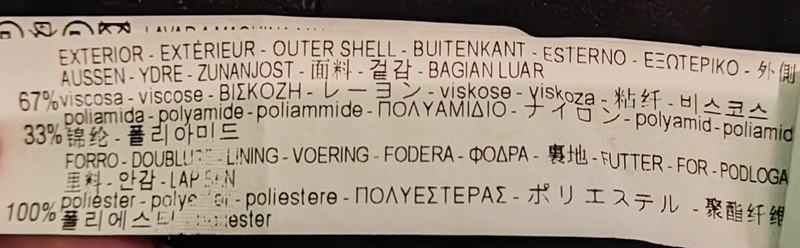 EXTERIOR - EXTÉRIEUR - OUTER SHELL - BUITENKANT - ESTERNO - ΕΞΩΤΕΡΙΚΟ - 外側
AUSSEN - YDRE - ZUNANJOST - 面料 - 겉감 - BAGIAN LUAR
67% viscosa - viscose - ΒΙΣΚΟΖΗ - レーヨン - viskose - viskoza - 粘纤 - 비스코스
poliamida - polyamide - poliammide - ΠΟΛΥΑΜΙΔΙΟ - ナイロン - polyamid - poliamid
33% 锦纶 - 폴리아미드
FORRO - LINING - VOERING - FODERA - ΦΟΔΡΑ - 裏地 - FUTTER - FOR - PODLOGA
里料 - 안감 -
poliéster - - poliestere - ΠΟΛΥΕΣΤΕΡΑΣ - ポリエステル - 聚酯纤维
100%